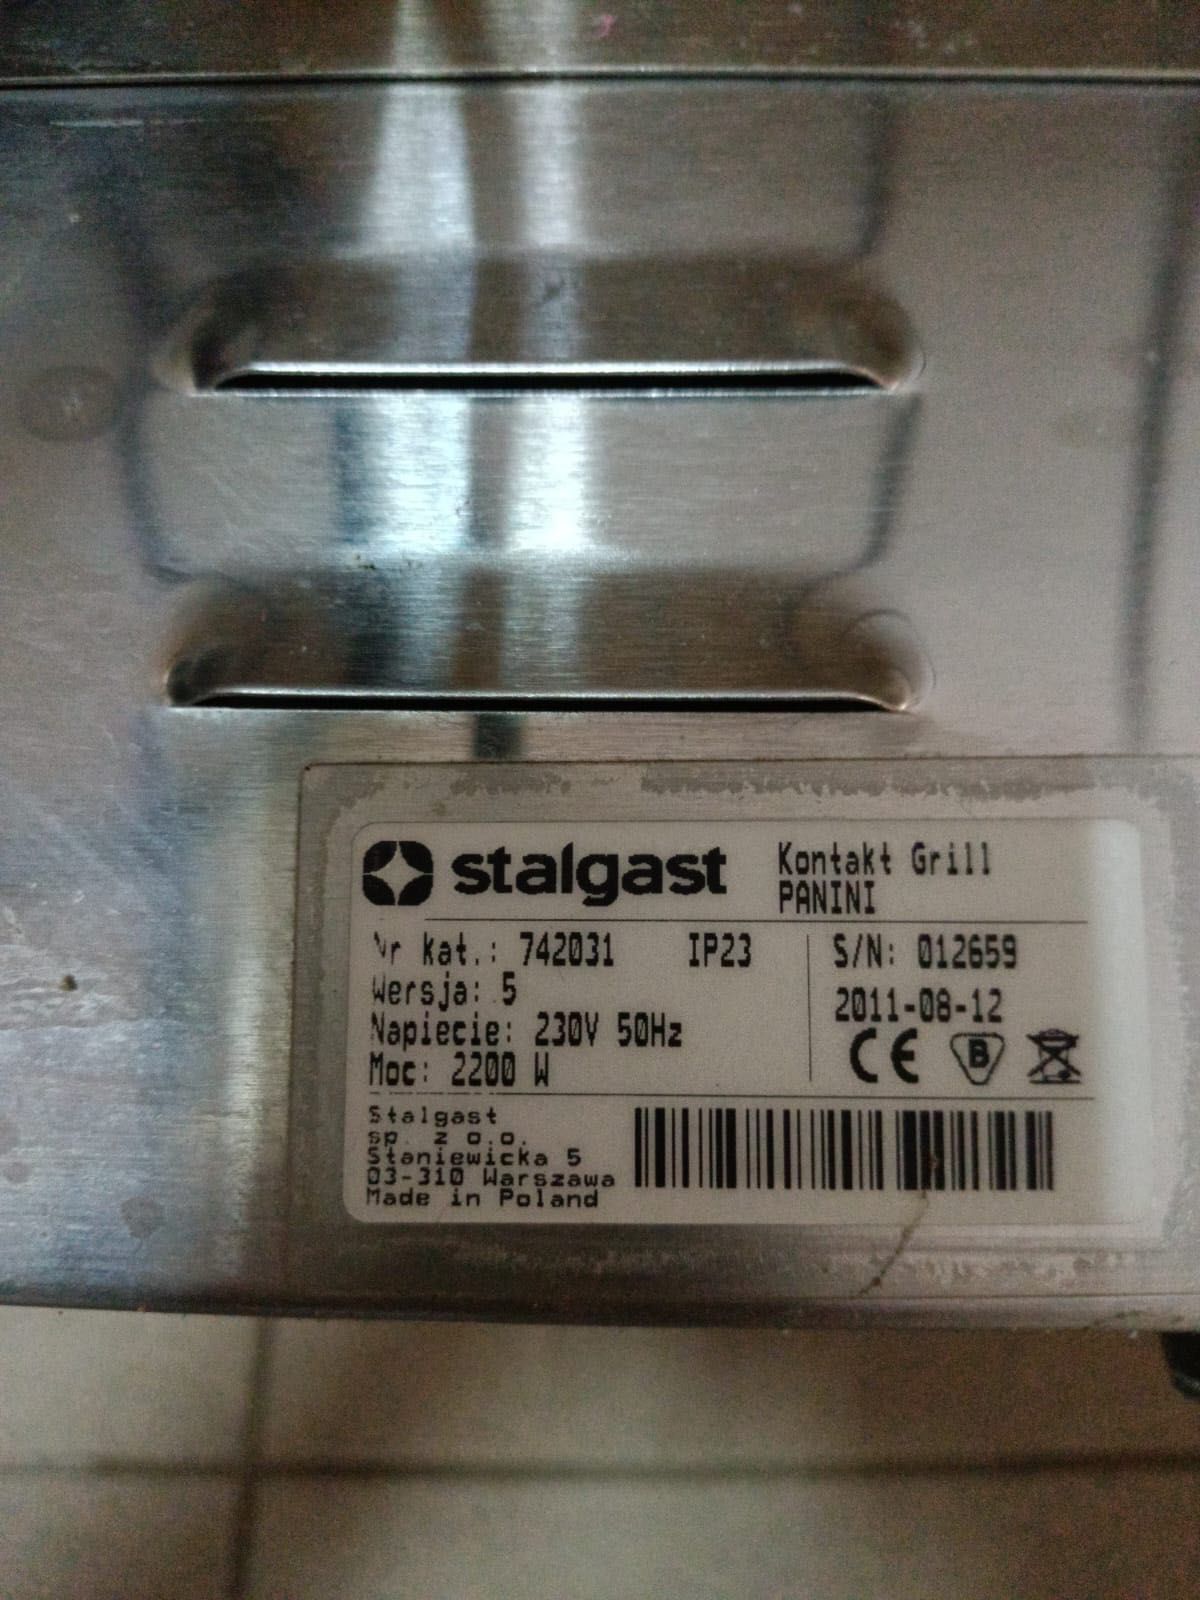 stalgast
Kontakt Grill
PANINI
Nr kat.: 742031 IP23
Wersja: 5
Napiecie: 230V 50Hz
Moc: 2200 W
S/N: 012659
2011-08-12
CE B
Stalgast
sp. z o.o.
Staniewicka 5
03-310 Warszawa
Made in Poland